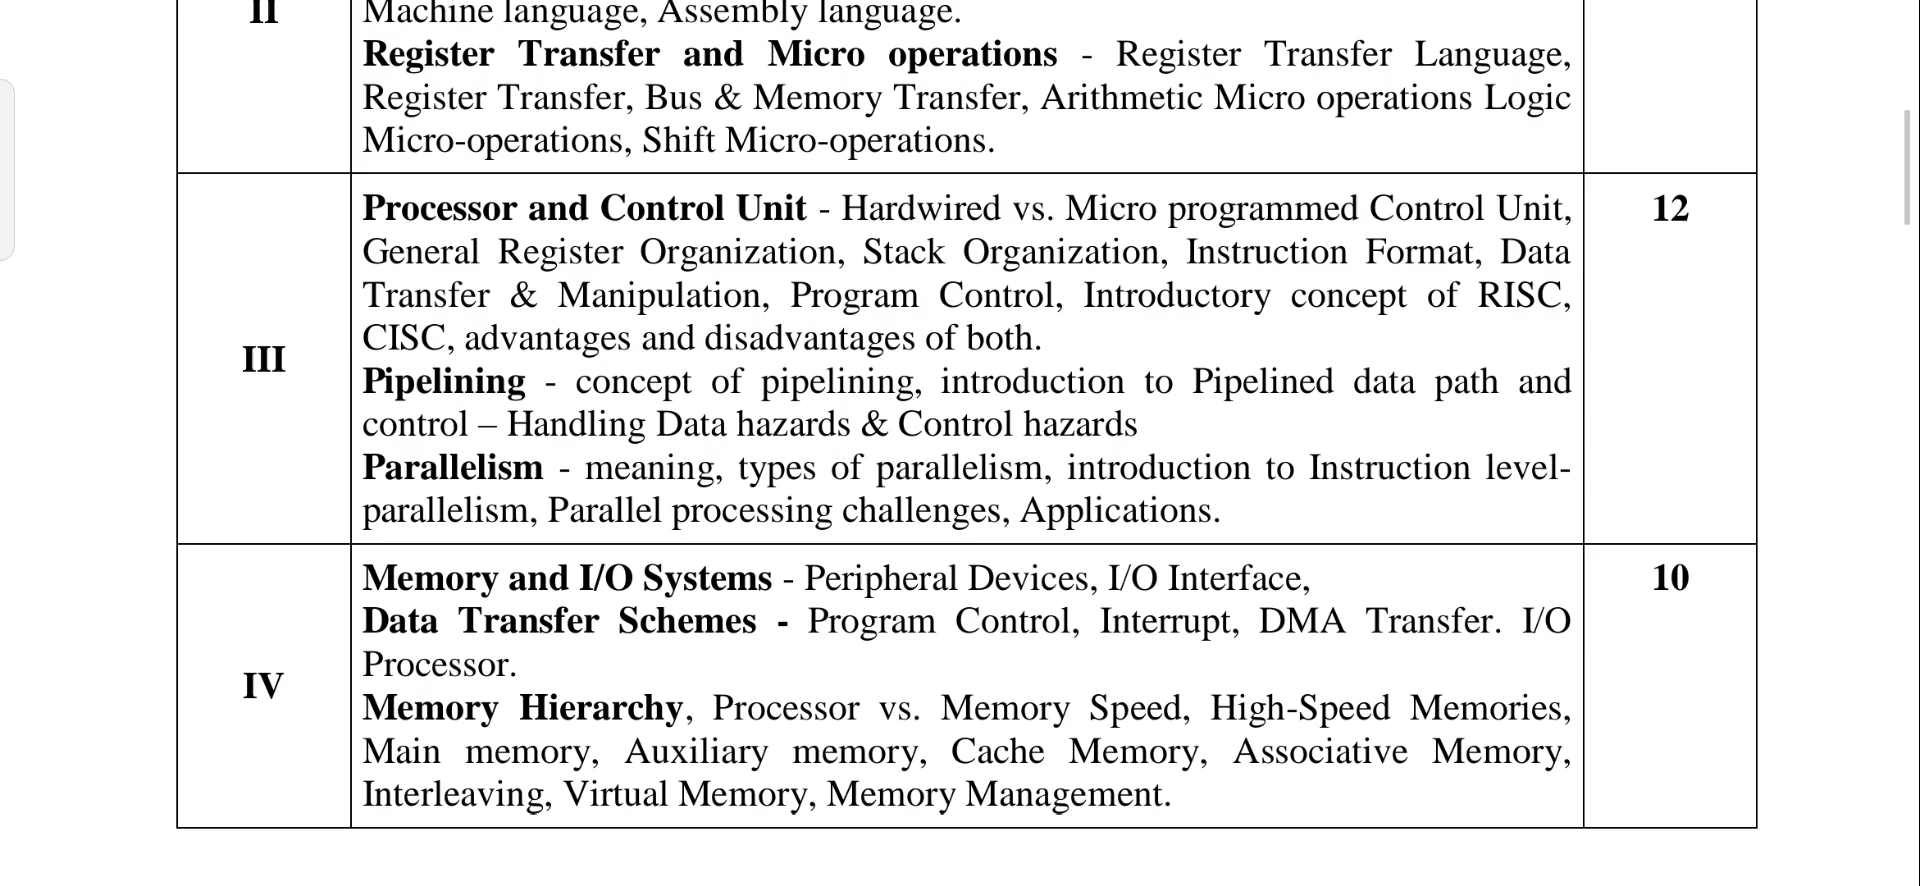 II
Machine language, Assembly language.
Register Transfer and Micro operations - Register Transfer Language,
Register Transfer, Bus & Memory Transfer, Arithmetic Micro operations Logic
Micro-operations, Shift Micro-operations.
III
Processor and Control Unit - Hardwired vs. Micro programmed Control Unit,
General Register Organization, Stack Organization, Instruction Format, Data
Transfer & Manipulation, Program Control, Introductory concept of RISC,
CISC, advantages and disadvantages of both.
Pipelining - concept of pipelining, introduction to Pipelined data path and
control – Handling Data hazards & Control hazards
Parallelism - meaning, types of parallelism, introduction to Instruction level-
parallelism, Parallel processing challenges, Applications.
12
IV
Memory and I/O Systems - Peripheral Devices, I/O Interface,
Data Transfer Schemes - Program Control, Interrupt, DMA Transfer. I/O
Processor.
Memory Hierarchy, Processor vs. Memory Speed, High-Speed Memories,
Main memory, Auxiliary memory, Cache Memory, Associative Memory,
Interleaving, Virtual Memory, Memory Management.
10